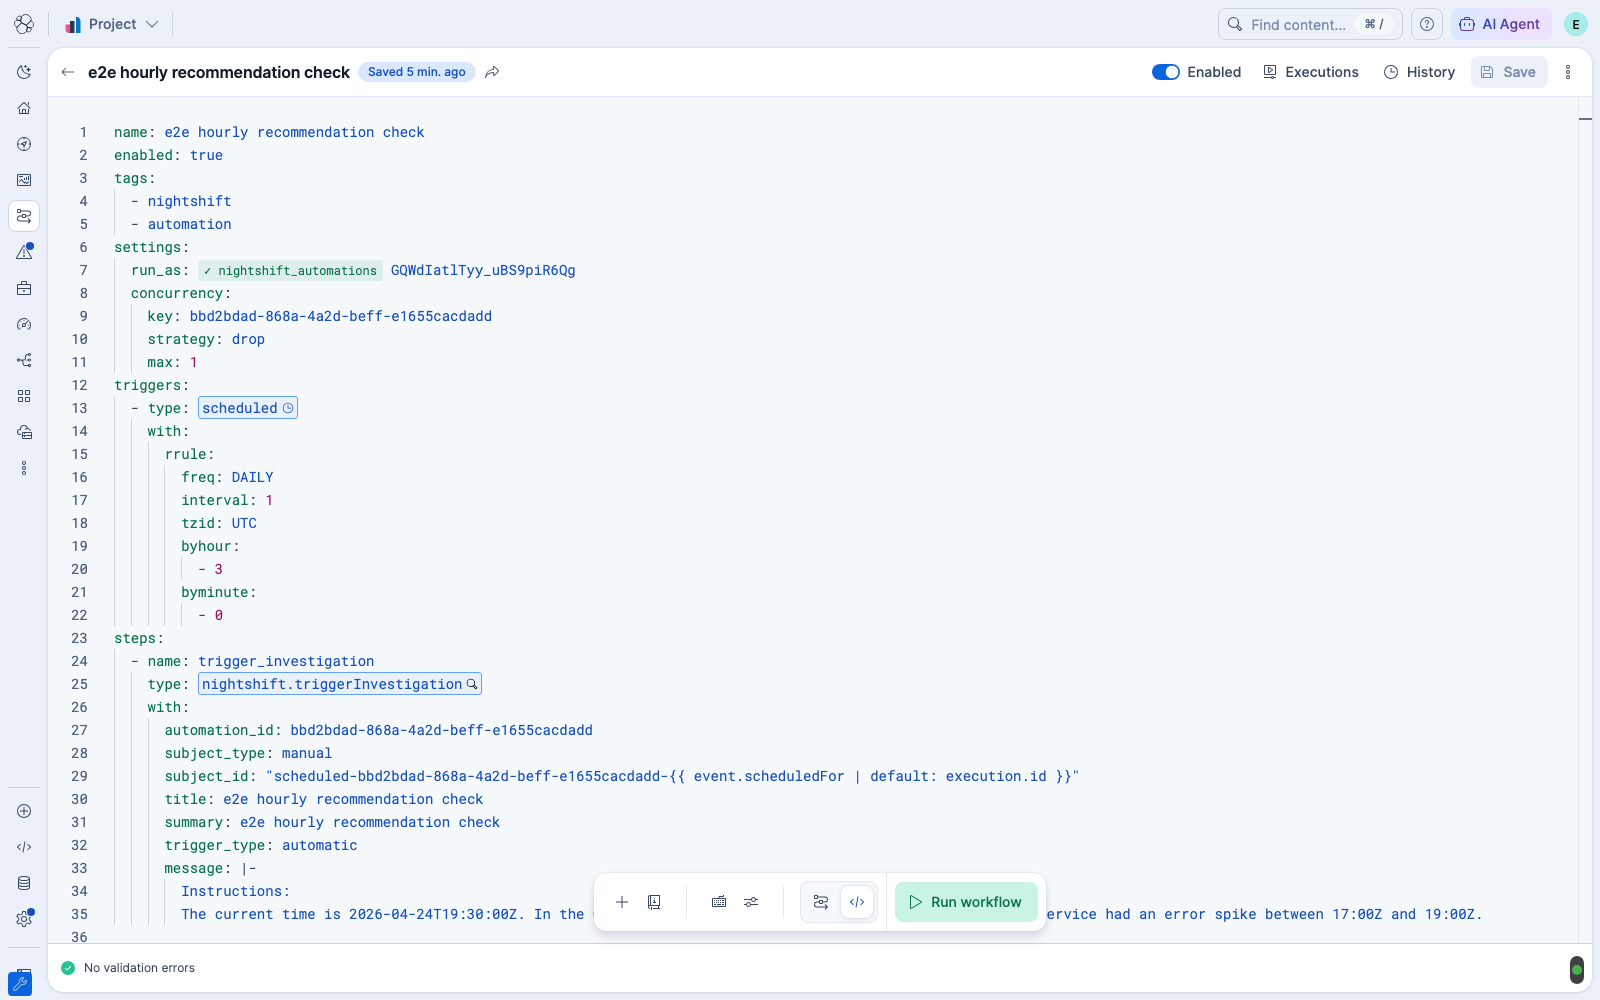 Project
Find content... ⌘ /
AI Agent
E
e2e hourly recommendation check
Saved 5 min. ago
Enabled
Executions
History
Save
1 name: e2e hourly recommendation check
2 enabled: true
3 tags:
4 - nightshift
5 - automation
6 settings:
7 run_as: ✓ nightshift_automations GQWdIatlTyy_uBS9piR6Qg
8 concurrency:
9 key: bbd2bdad-868a-4a2d-beff-e1655cacdadd
10 strategy: drop
11 max: 1
12 triggers:
13 - type: scheduled
14 with:
15 rrule:
16 freq: DAILY
17 interval: 1
18 tzid: UTC
19 byhour:
20 - 3
21 byminute:
22 - 0
23 steps:
24 - name: trigger_investigation
25 type: nightshift.triggerInvestigation
26 with:
27 automation_id: bbd2bdad-868a-4a2d-beff-e1655cacdadd
28 subject_type: manual
29 subject_id: "scheduled-bbd2bdad-868a-4a2d-beff-e1655cacdadd-{{ event.scheduledFor | default: execution.id }}"
30 title: e2e hourly recommendation check
31 summary: e2e hourly recommendation check
32 trigger_type: automatic
33 message: |-
34 Instructions:
35 The current time is 2026-04-24T19:30:00Z. In the ervice had an error spike between 17:00Z and 19:00Z.
36
Run workflow
No validation errors